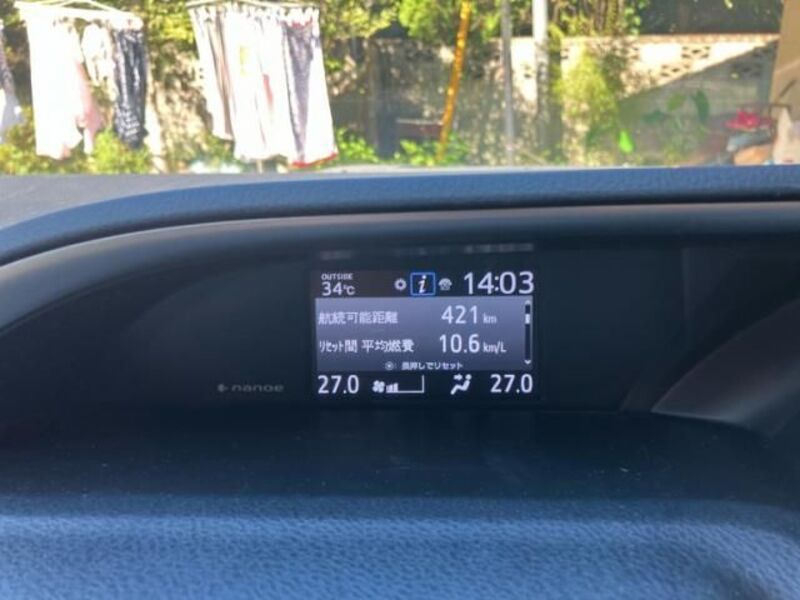 OUTSIDE
34℃ i 14:03
航続可能距離 421 km
リセット間 平均燃費 10.6 km/L
長押しでリセット
27.0 27.0
nanoe